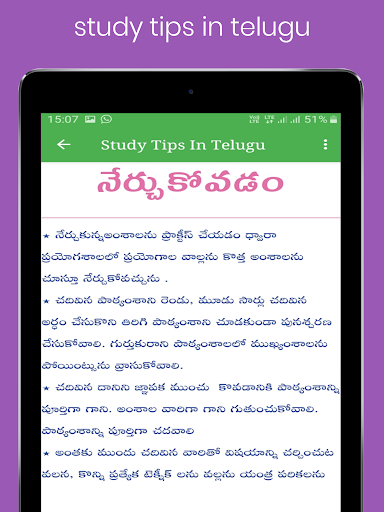 study tips in telugu
15:07 51%
Study Tips In Telugu
నేర్చుకోవడం
★ నేర్చుకున్నఅంశాలను ప్రాక్టీస్ చేయడం ధ్వారా
ప్రయోగశాలలో ప్రయోగాల వాల్లను కొత్త అంశాలను
చూస్తూ నేర్చుకోవచ్చును .
★ చదివిన పాఠ్యంశాని రెండు, మూడు సార్లు చదివిన
అర్ధం చేసుకొని తిరిగి పాఠ్యంశాని చూడకుండా పునశ్చరణ
చేసుకోవాలి. గుర్తుకురాని పాఠ్యంశాలలో ముఖ్యంశాలను
పోయింట్నును వ్రాసుకోవాలి.
★ చదివిన దానిని జ్ఞాపక ముంచు కొవడానికి పాఠ్యంశాన్ని
పూర్తిగా గాని. అంశాల వారిగా గాని గుతుంచుకోవాలి.
పాఠ్యంశాన్ని పూర్తిగా చదవాలి
★ అంతకు ముందు చదివిన వారితో విషయాన్ని చర్చించుట
వలన, కొన్ని ప్రత్యేక టెక్నీక్ లను వల్లను యంత్ర పరికలను